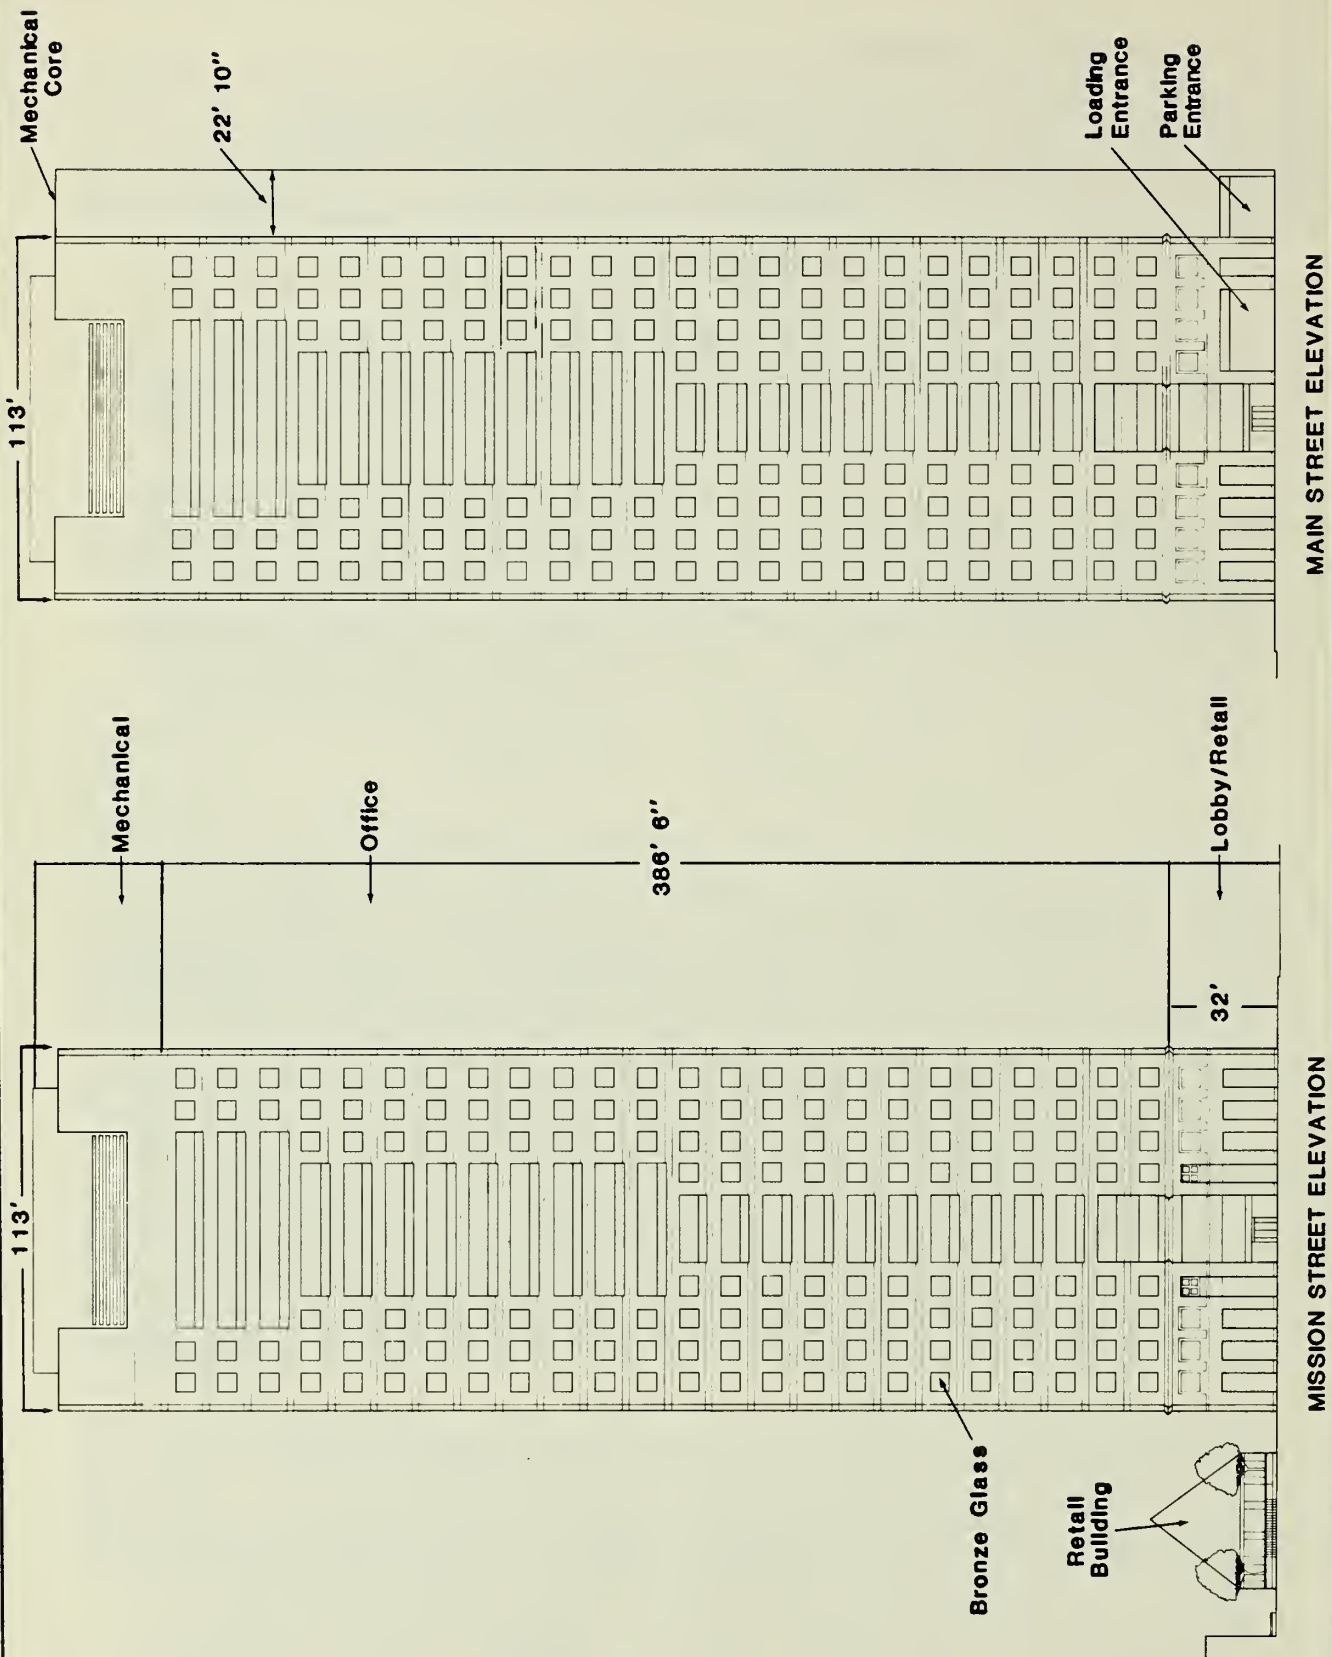 Mechanical
Core
22' 10"
113'
Loading
Entrance
Parking
Entrance
MAIN STREET ELEVATION
Mechanical
Office
386' 6"
Lobby/Retail
32'
113'
Bronze Glass
Retail
Building
MISSION STREET ELEVATION